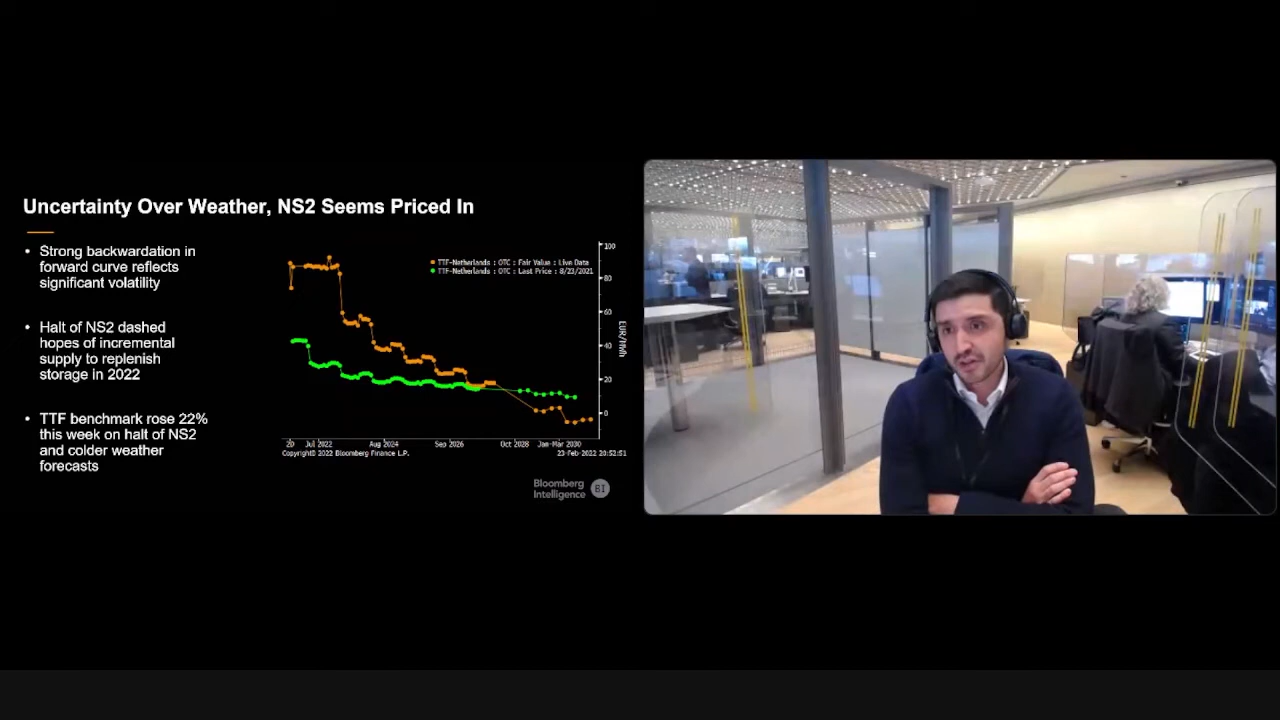 Uncertainty Over Weather, NS2 Seems Priced In
• Strong backwardation in
forward curve reflects
significant volatility
• Halt of NS2 dashed
hopes of incremental
supply to replenish
storage in 2022
• TTF benchmark rose 22%
this week on halt of NS2
and colder weather
forecasts
TTF-Netherlands : OTC : Fair Value : Live Data
TTF-Netherlands : OTC : Last Price : 8/23/2021
100
80
60
40
20
0
EUR/MWh
20 Jul 2022 Aug 2024 Sep 2026 Oct 2028 Jan-Mar 2030
Copyright© 2022 Bloomberg Finance L.P. 23-Feb-2022 20:52:51
Bloomberg
Intelligence BI